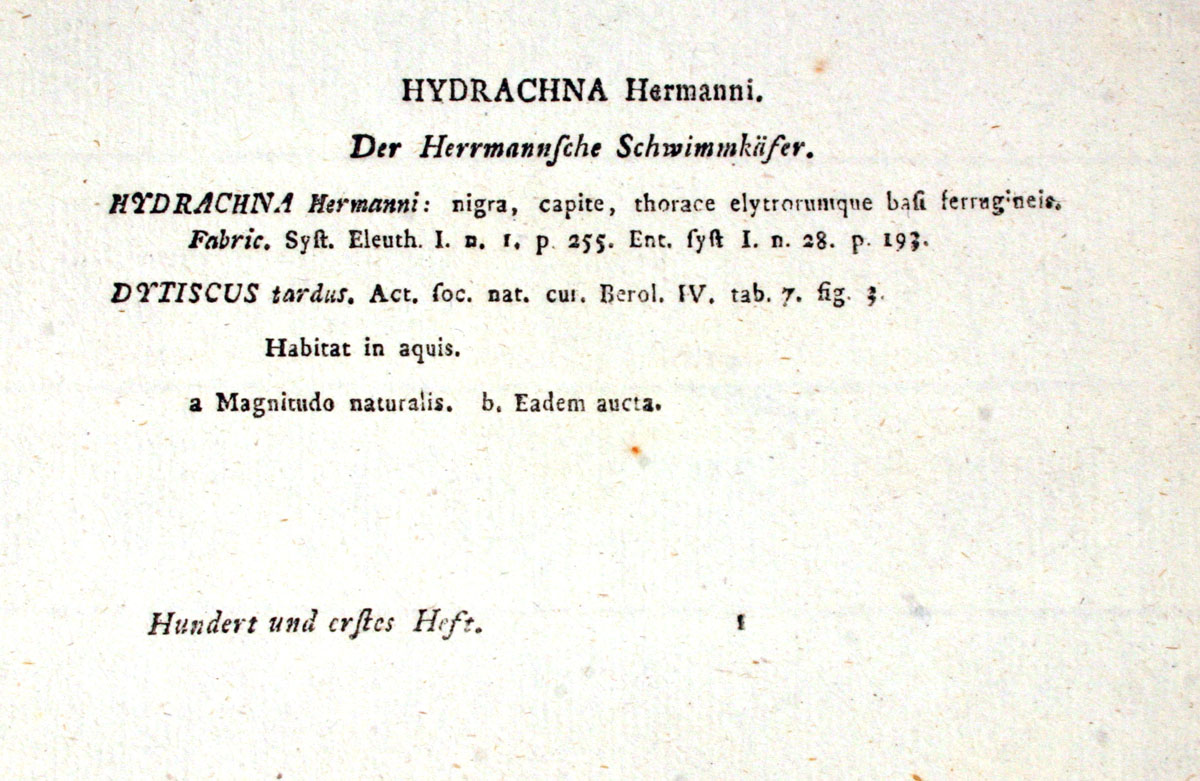 HYDRACHNA Hermanni.
Der Herrmannſche Schwimmkäfer.
HYDRACHNA Hermanni: nigra, capite, thorace elytrorumque baſi ferrugineis.
Fabric. Syſt. Eleuth. I. n. 1. p. 255. Ent. ſyſt I. n. 28. p. 193.
DYTISCUS tardus. Act. ſoc. nat. cur. Berol. IV. tab. 7. fig. 3.
Habitat in aquis.
a Magnitudo naturalis. b. Eadem aucta.
Hundert und erſtes Heft. 1